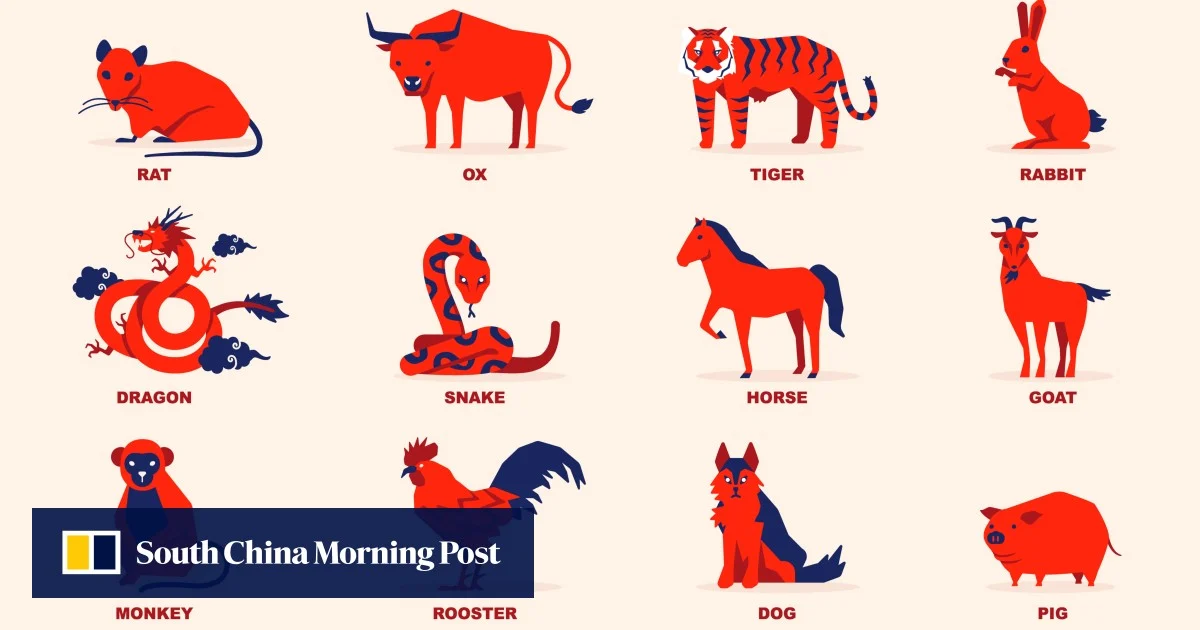 RAT
OX
TIGER
RABBIT
DRAGON
SNAKE
HORSE
GOAT
South China Morning Post
MONKEY
ROOSTER
DOG
PIG